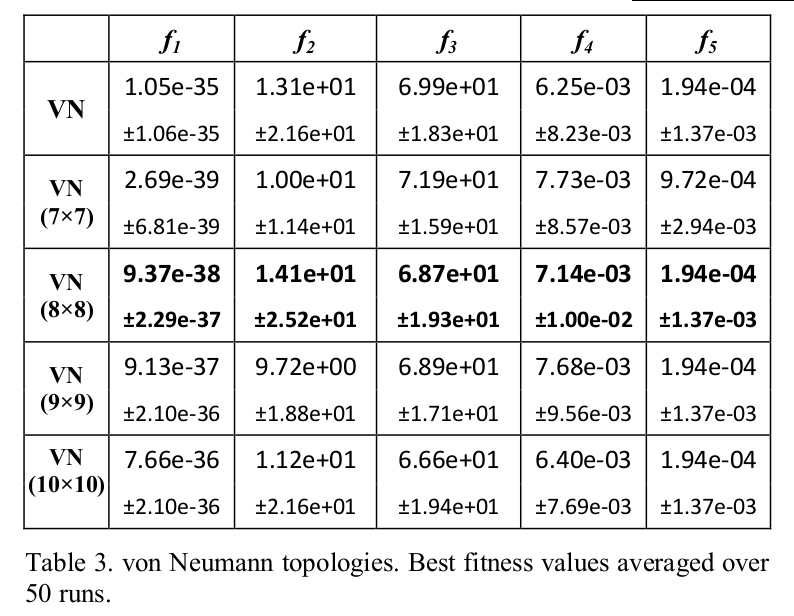 f1 f2 f3 f4 f5
VN 1.05e-35 1.31e+01 6.99e+01 6.25e-03 1.94e-04
±1.06e-35 ±2.16e+01 ±1.83e+01 ±8.23e-03 ±1.37e-03
VN (7×7) 2.69e-39 1.00e+01 7.19e+01 7.73e-03 9.72e-04
±6.81e-39 ±1.14e+01 ±1.59e+01 ±8.57e-03 ±2.94e-03
VN (8×8) 9.37e-38 1.41e+01 6.87e+01 7.14e-03 1.94e-04
±2.29e-37 ±2.52e+01 ±1.93e+01 ±1.00e-02 ±1.37e-03
VN (9×9) 9.13e-37 9.72e+00 6.89e+01 7.68e-03 1.94e-04
±2.10e-36 ±1.88e+01 ±1.71e+01 ±9.56e-03 ±1.37e-03
VN (10×10) 7.66e-36 1.12e+01 6.66e+01 6.40e-03 1.94e-04
±2.10e-36 ±2.16e+01 ±1.94e+01 ±7.69e-03 ±1.37e-03
Table 3. von Neumann topologies. Best fitness values averaged over
50 runs.